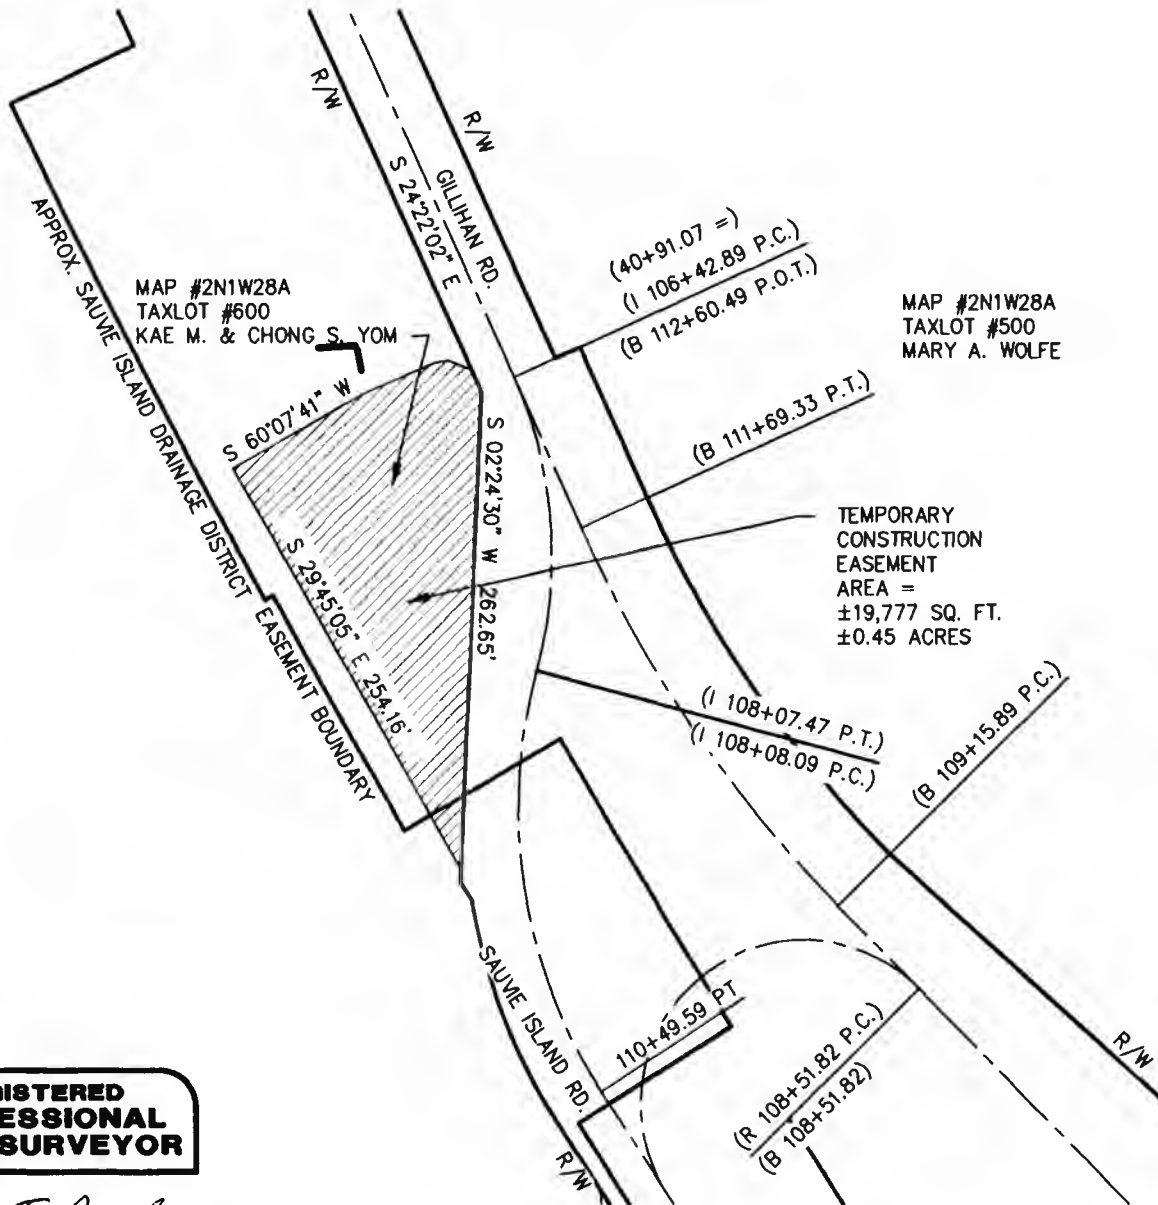 R/W
R/W
S 24°22'02" E
GILLIHAN RD.
APPROX. SAUVIE ISLAND DRAINAGE DISTRICT EASEMENT BOUNDARY
MAP #2N1W28A
TAXLOT #600
KAE M. & CHONG S. YOM
(40+91.07 =)
(I 106+42.89 P.C.)
(B 112+60.49 P.O.T.)
MAP #2N1W28A
TAXLOT #500
MARY A. WOLFE
S 60°07'41" W
(B 111+69.33 P.T.)
S 02°24'30" W 262.65'
S 29°45'05" E 254.16'
TEMPORARY
CONSTRUCTION
EASEMENT
AREA =
±19,777 SQ. FT.
±0.45 ACRES
(I 108+07.47 P.T.)
(I 108+08.09 P.C.)
(B 109+15.89 P.C.)
SAUVIE ISLAND RD.
110+49.59 PT
(R 108+51.82 P.C.)
(B 108+51.82)
R/W
R/W
ISTERED
ESSIONAL
SURVEYOR